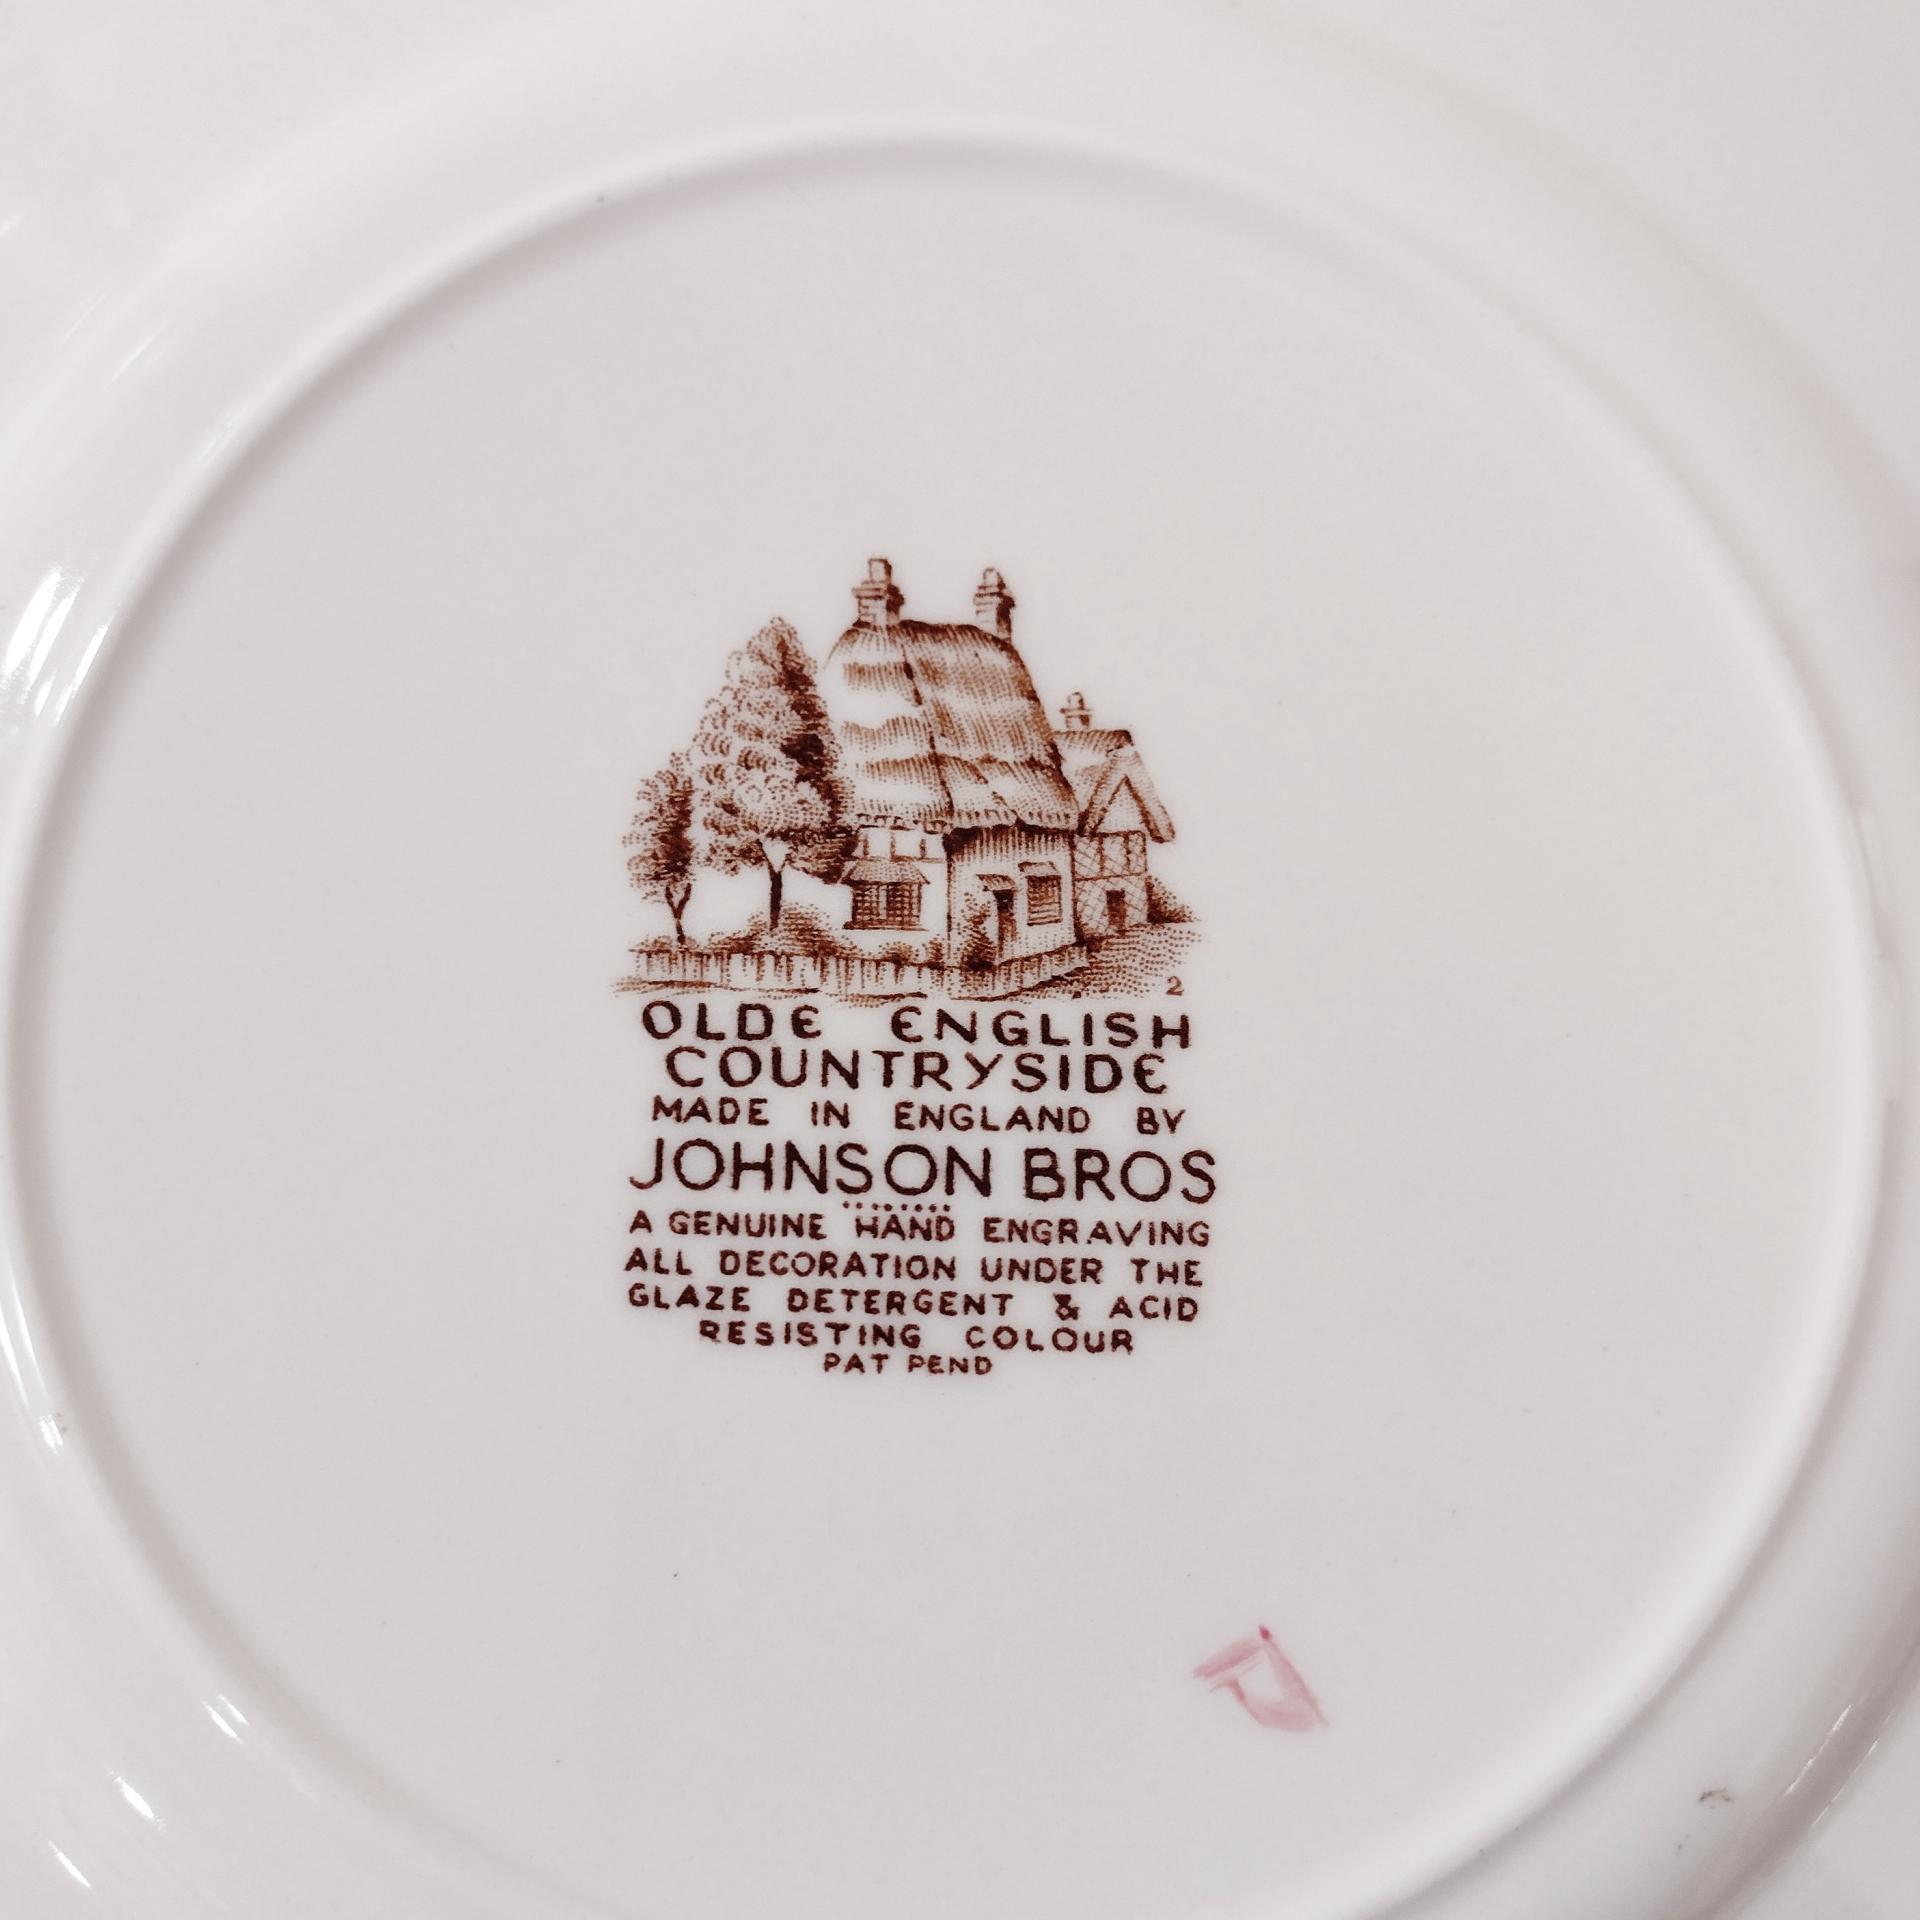 2
OLDE ENGLISH
COUNTRYSIDE
MADE IN ENGLAND BY
JOHNSON BROS
A GENUINE HAND ENGRAVING
ALL DECORATION UNDER THE
GLAZE DETERGENT & ACID
RESISTING COLOUR
PAT PEND